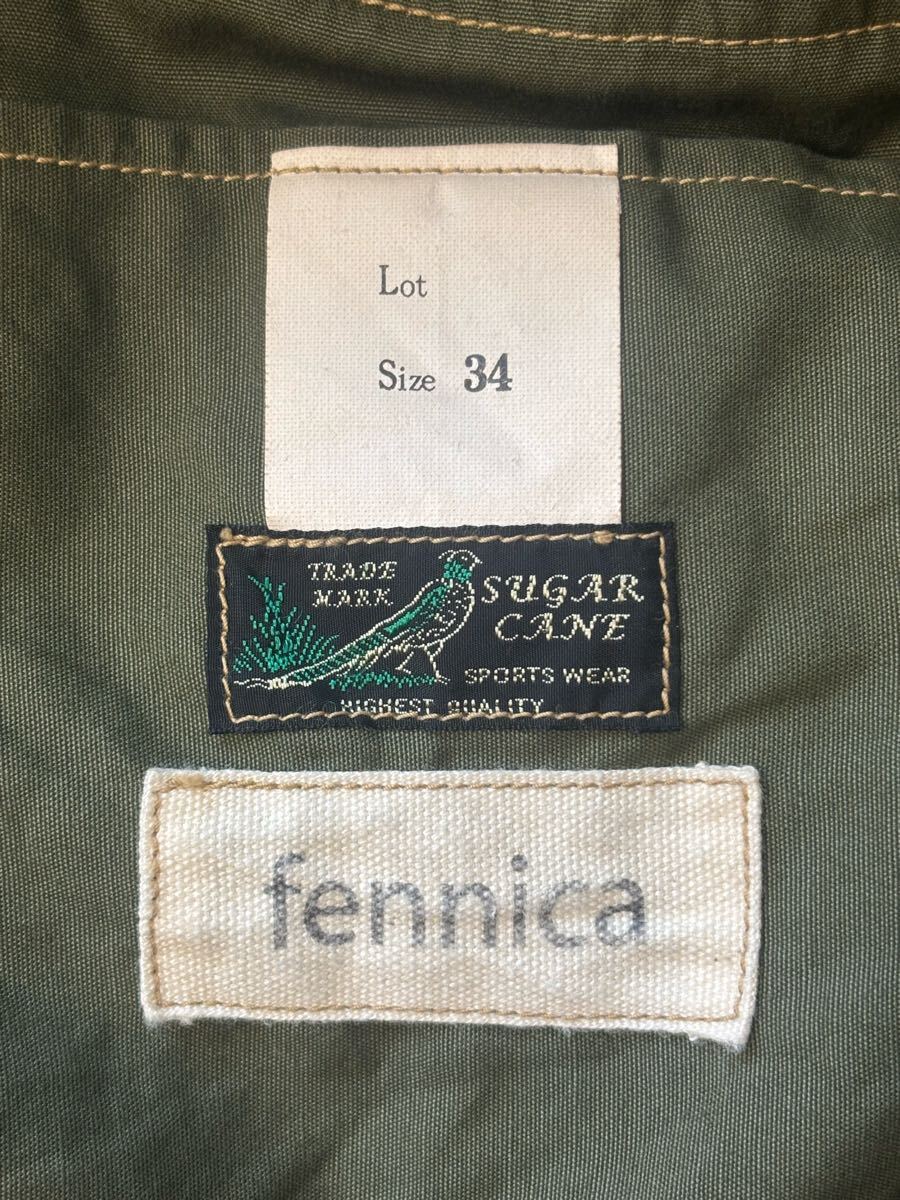 Lot
Size 34
TRADE
MARK
SUGAR
CANE
SPORTS WEAR
HIGHEST QUALITY
fennica